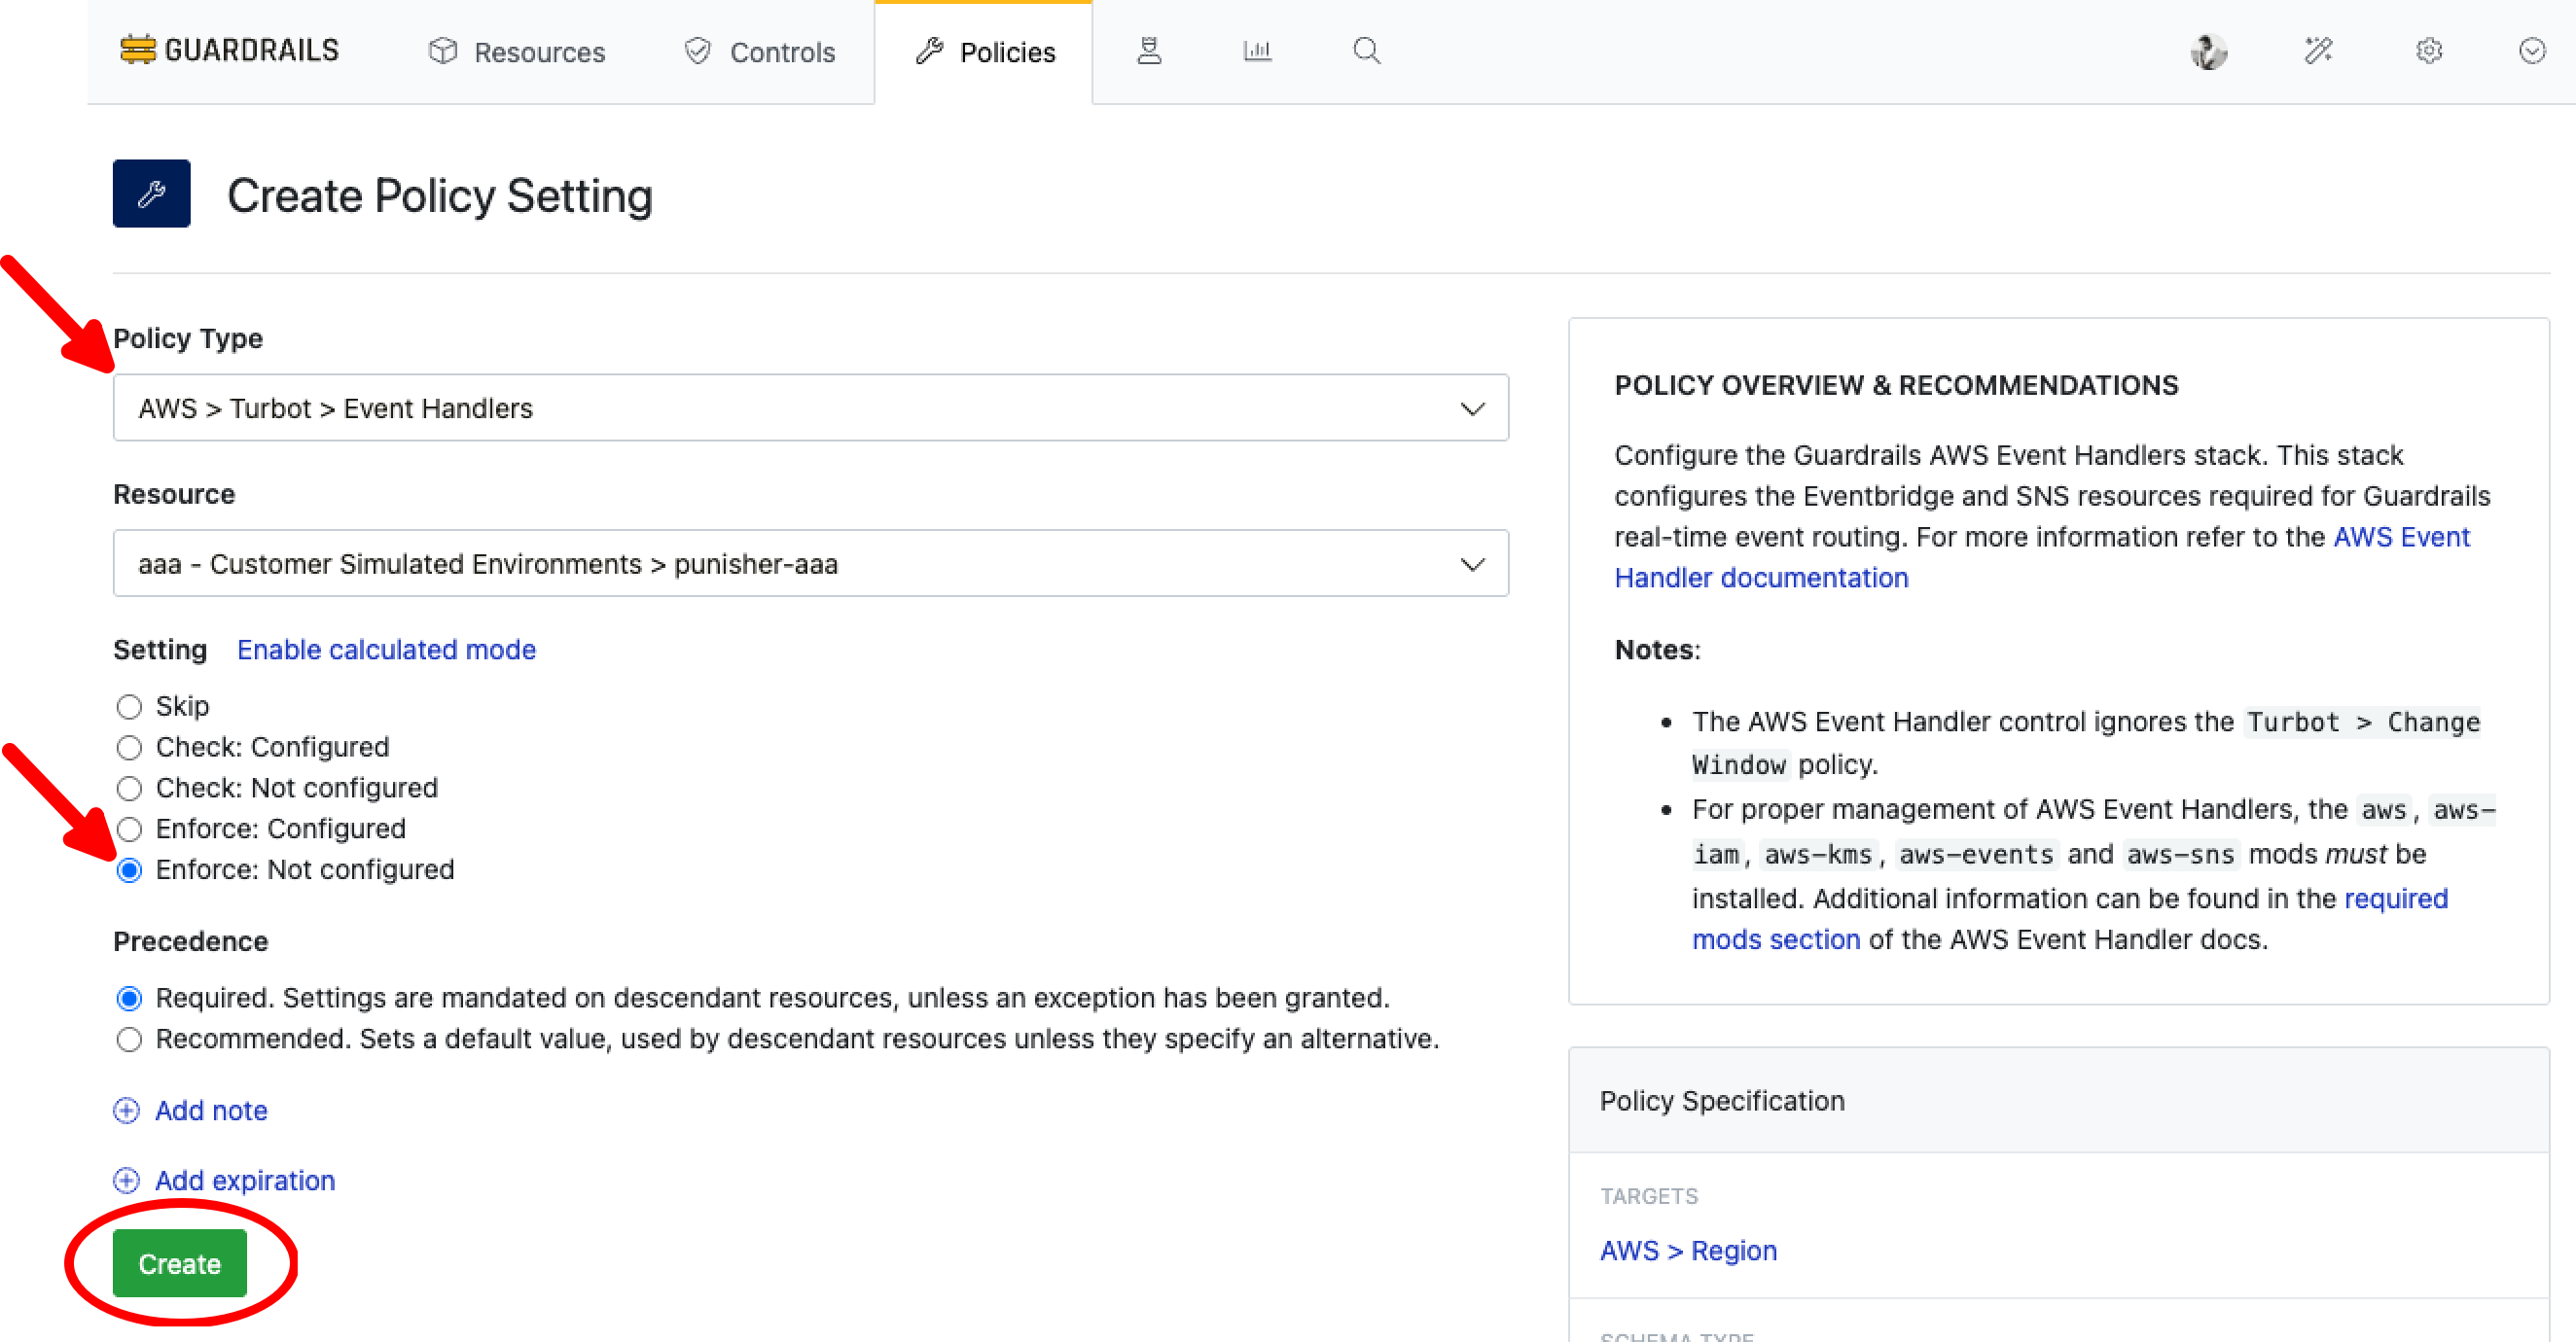 GUARDRAILS
Resources
Controls
Policies
Create Policy Setting
Policy Type
AWS > Turbot > Event Handlers
Resource
aaa - Customer Simulated Environments > punisher-aaa
Setting Enable calculated mode
Skip
Check: Configured
Check: Not configured
Enforce: Configured
Enforce: Not configured
Precedence
Required. Settings are mandated on descendant resources, unless an exception has been granted.
Recommended. Sets a default value, used by descendant resources unless they specify an alternative.
Add note
Add expiration
Create
POLICY OVERVIEW & RECOMMENDATIONS
Configure the Guardrails AWS Event Handlers stack. This stack
configures the Eventbridge and SNS resources required for Guardrails
real-time event routing. For more information refer to the AWS Event
Handler documentation
Notes:
• The AWS Event Handler control ignores the Turbot > Change
Window policy.
• For proper management of AWS Event Handlers, the aws, aws-
iam, aws-kms, aws-events and aws-sns mods must be
installed. Additional information can be found in the required
mods section of the AWS Event Handler docs.
Policy Specification
TARGETS
AWS > Region
SCHEMA TYPE